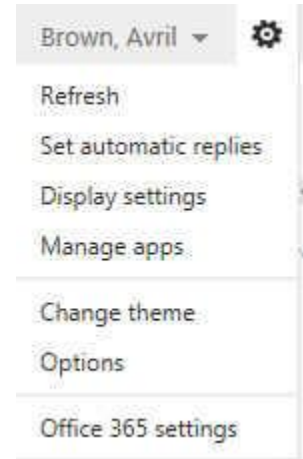 Brown, Avril
Refresh
Set automatic replies
Display settings
Manage apps
Change theme
Options
Office 365 settings